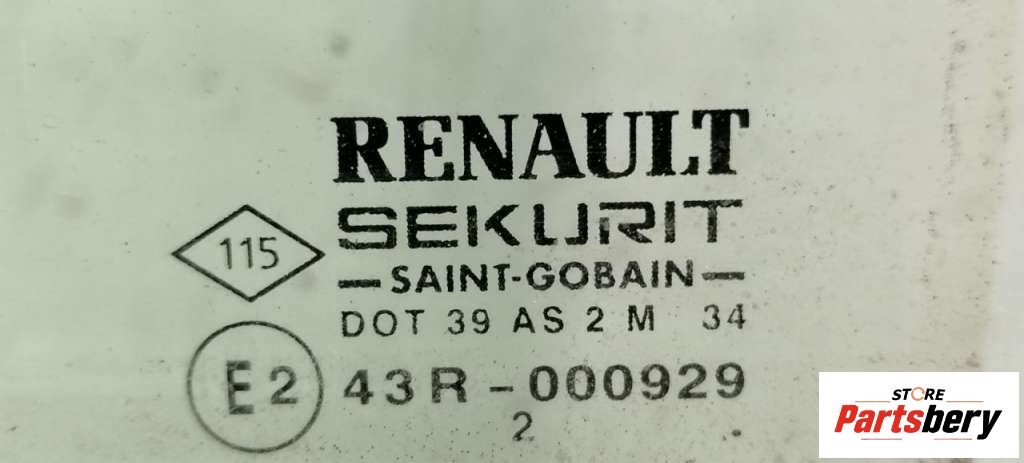 RENAULT
SEKURIT
115
SAINT-GOBAIN
DOT 39 AS 2 M 34
E2 43R-000929
2
STORE
Partsbery